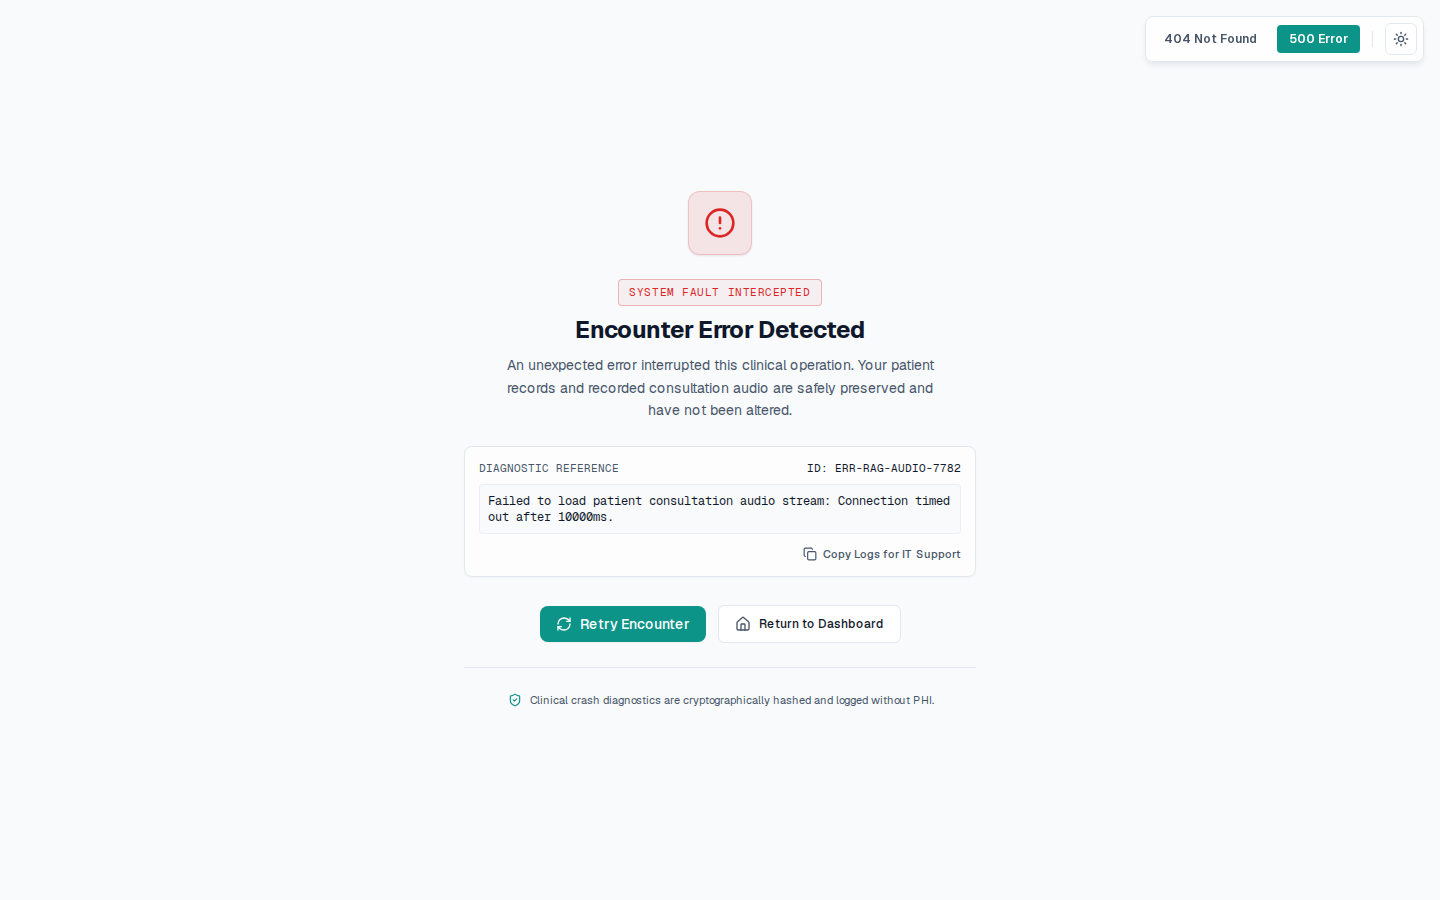 404 Not Found
500 Error
SYSTEM FAULT INTERCEPTED
Encounter Error Detected
An unexpected error interrupted this clinical operation. Your patient
records and recorded consultation audio are safely preserved and
have not been altered.
DIAGNOSTIC REFERENCE
ID: ERR-RAG-AUDIO-7782
Failed to load patient consultation audio stream: Connection timed
out after 10000ms.
Copy Logs for IT Support
Retry Encounter
Return to Dashboard
Clinical crash diagnostics are cryptographically hashed and logged without PHI.